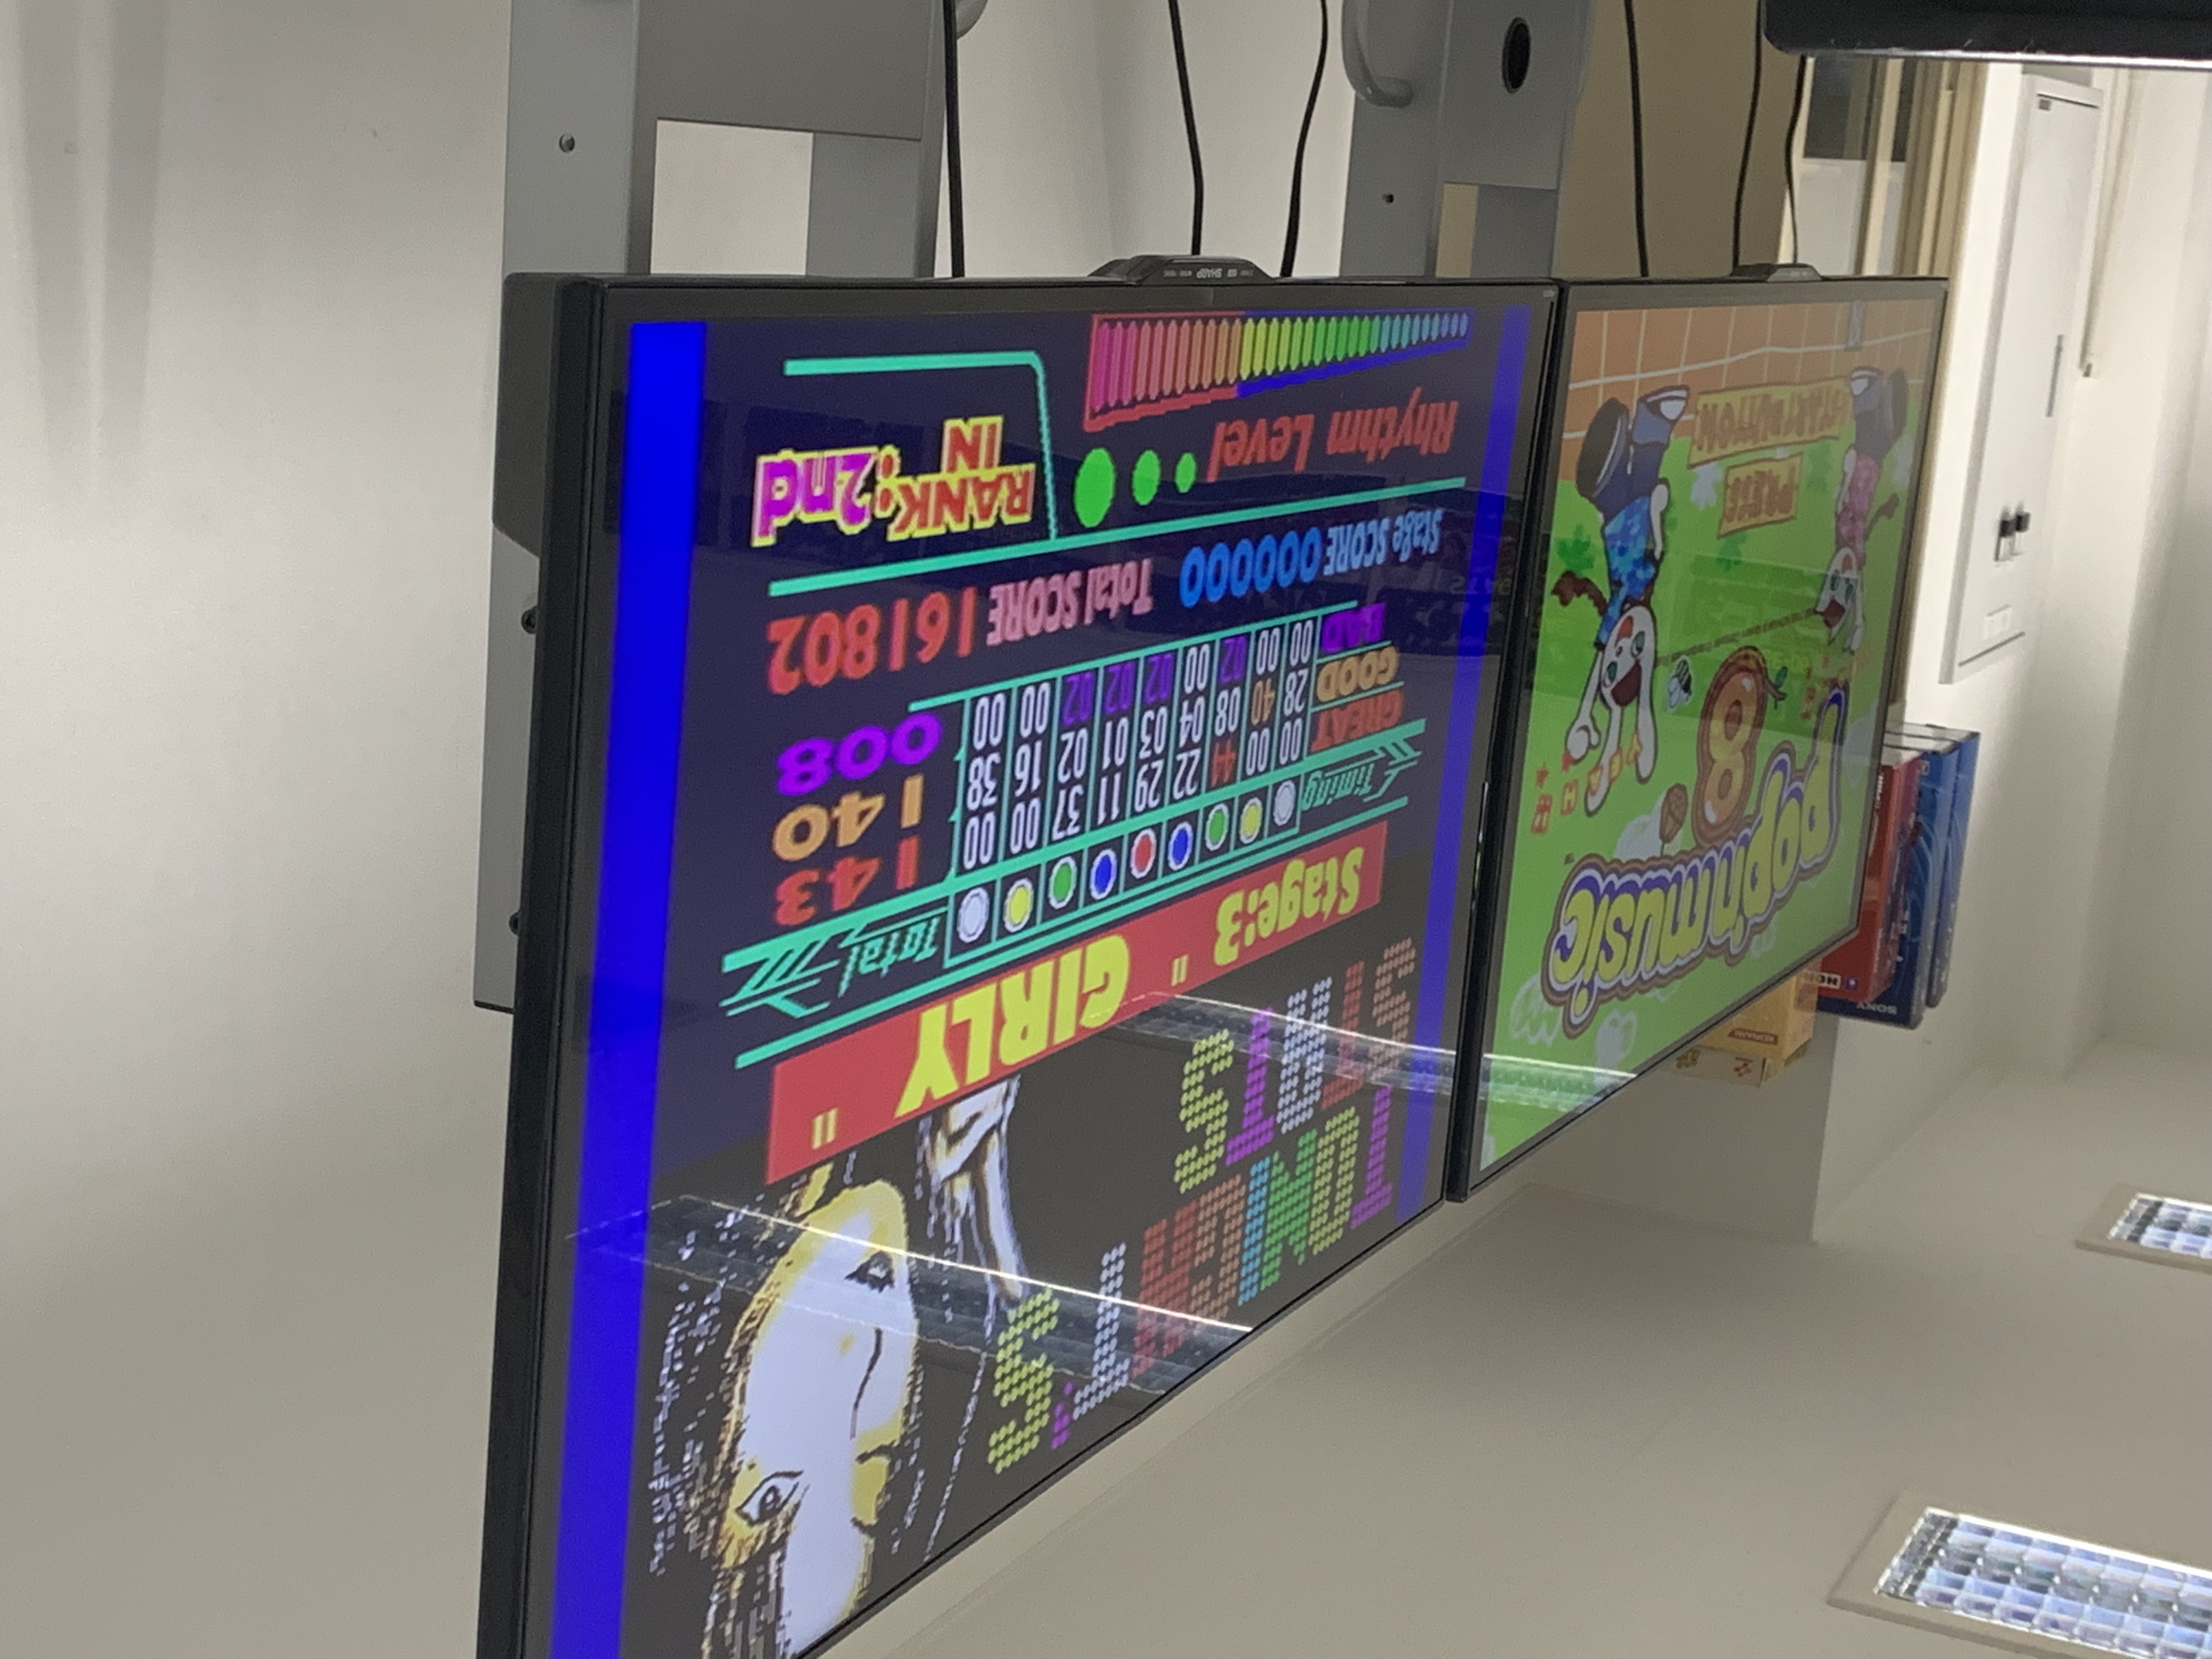 TONIGHT'S
STATS
Stage:3 " GIRLY "
Timing Total
GREAT 00 00 44 22 29 11 37 00 00 143
GOOD 28 40 08 04 03 01 02 16 38 140
BAD 00 00 02 00 02 02 02 00 00 008
Stage SCORE 000000 Total SCORE 161802
Rhythm Level
RANK IN :2nd
SHARP
SONY
HORI
KONAMI
pop'n music
8
YEAH!!
PRESS
START BUTTON